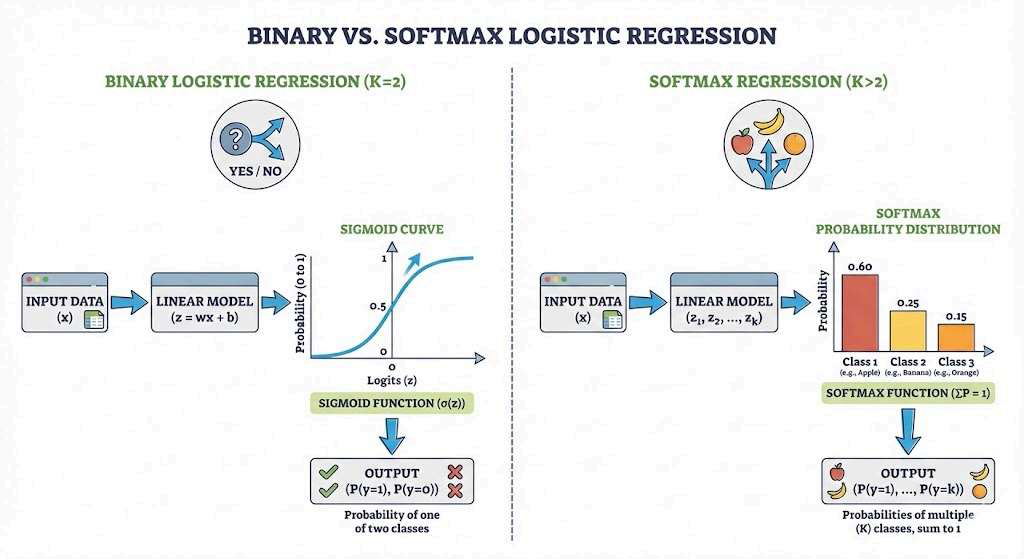 BINARY VS. SOFTMAX LOGISTIC REGRESSION
BINARY LOGISTIC REGRESSION (K=2)
?
YES / NO
SIGMOID CURVE
INPUT DATA
(x)
LINEAR MODEL
(z = wx + b)
Probability (0 to 1)
1
0.5
0
0
Logits (z)
SIGMOID FUNCTION (σ(z))
OUTPUT
(P(y=1), P(y=0))
Probability of one
of two classes
SOFTMAX REGRESSION (K>2)
SOFTMAX
PROBABILITY DISTRIBUTION
INPUT DATA
(x)
LINEAR MODEL
(z₁, z₂, ..., zₖ)
Probability
0.60
0.25
0.15
Class 1 Class 2 Class 3
(e.g., Apple) (e.g., Banana) (e.g., Orange)
SOFTMAX FUNCTION (ΣP = 1)
OUTPUT
(P(y=1), ..., P(y=k))
Probabilities of multiple
(K) classes, sum to 1